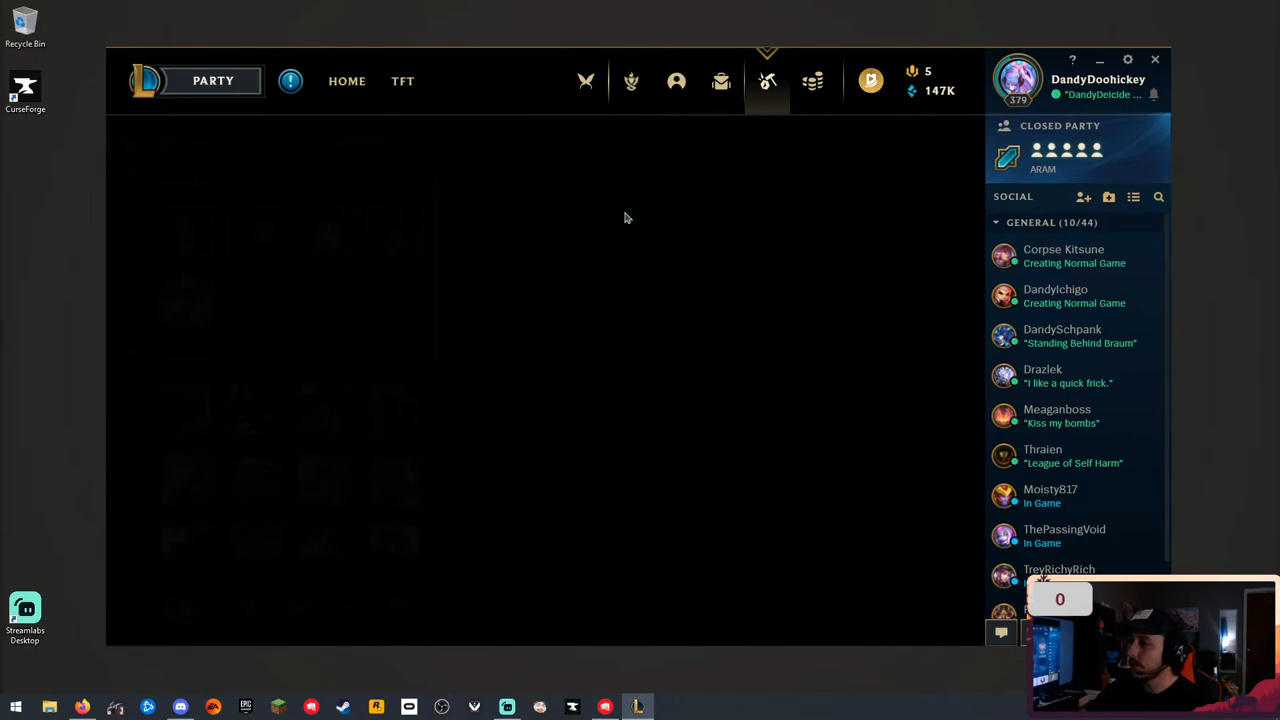 Recycle Bin
CurseForge
Streamlabs
Desktop
PARTY
HOME
TFT
5
147K
?
379
DandyDoohickey
"DandyDeicide ...
CLOSED PARTY
ARAM
SOCIAL
GENERAL (10/44)
Corpse Kitsune
Creating Normal Game
DandyIchigo
Creating Normal Game
DandySchpank
"Standing Behind Braum"
Drazlek
"I like a quick frick."
Meaganboss
"Kiss my bombs"
Thraien
"League of Self Harm"
Moisty817
In Game
ThePassingVoid
In Game
TreyRichyRich
0
EA
EPIC